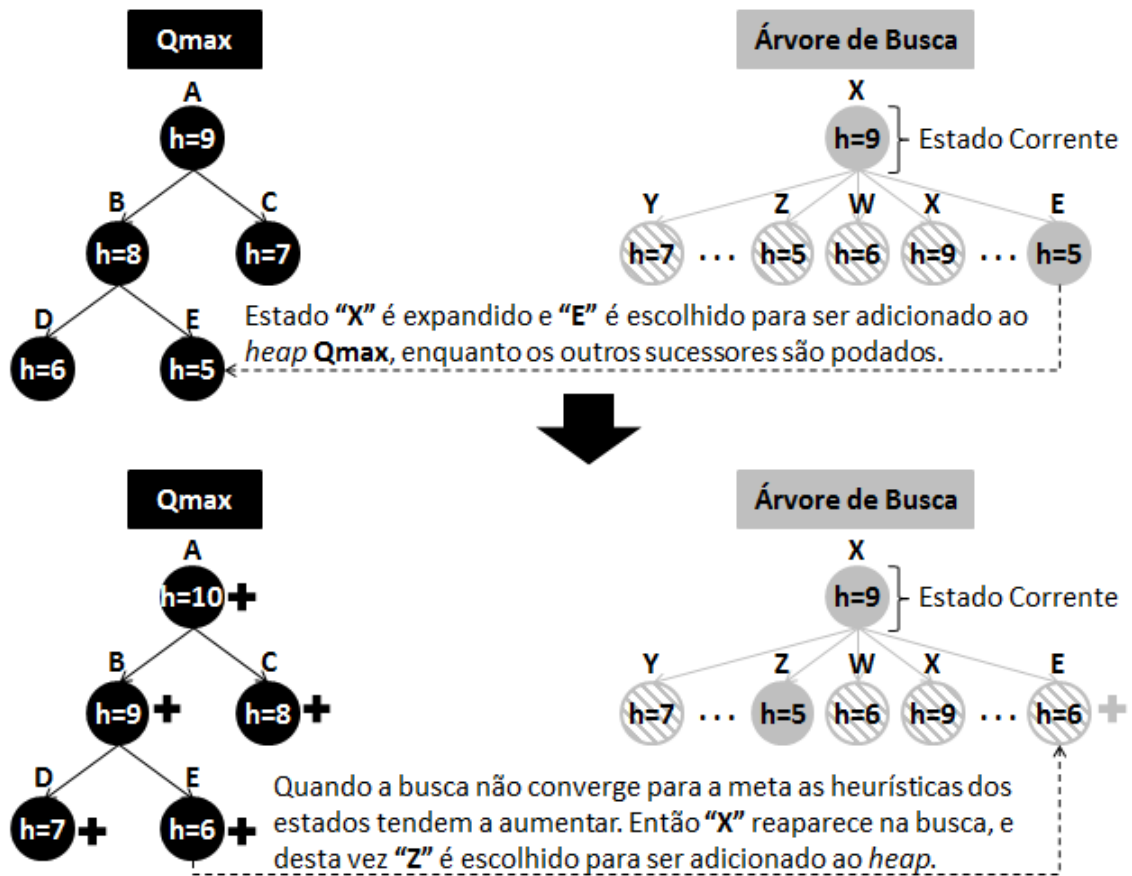 Qmax
Árvore de Busca
A
h=9
B
C
h=8
h=7
D
E
h=6
h=5
X
h=9
Estado Corrente
Y
Z
W
X
E
h=7
...
h=5
h=6
h=9
...
h=5
Estado “X” é expandido e “E” é escolhido para ser adicionado ao
heap Qmax, enquanto os outros sucessores são podados.
Qmax
Árvore de Busca
A
h=10
B
C
h=9
h=8
D
E
h=7
h=6
X
h=9
Estado Corrente
Y
Z
W
X
E
h=7
...
h=5
h=6
h=9
...
h=6
Quando a busca não converge para a meta as heurísticas dos
estados tendem a aumentar. Então “X” reaparece na busca, e
desta vez “Z” é escolhido para ser adicionado ao heap.